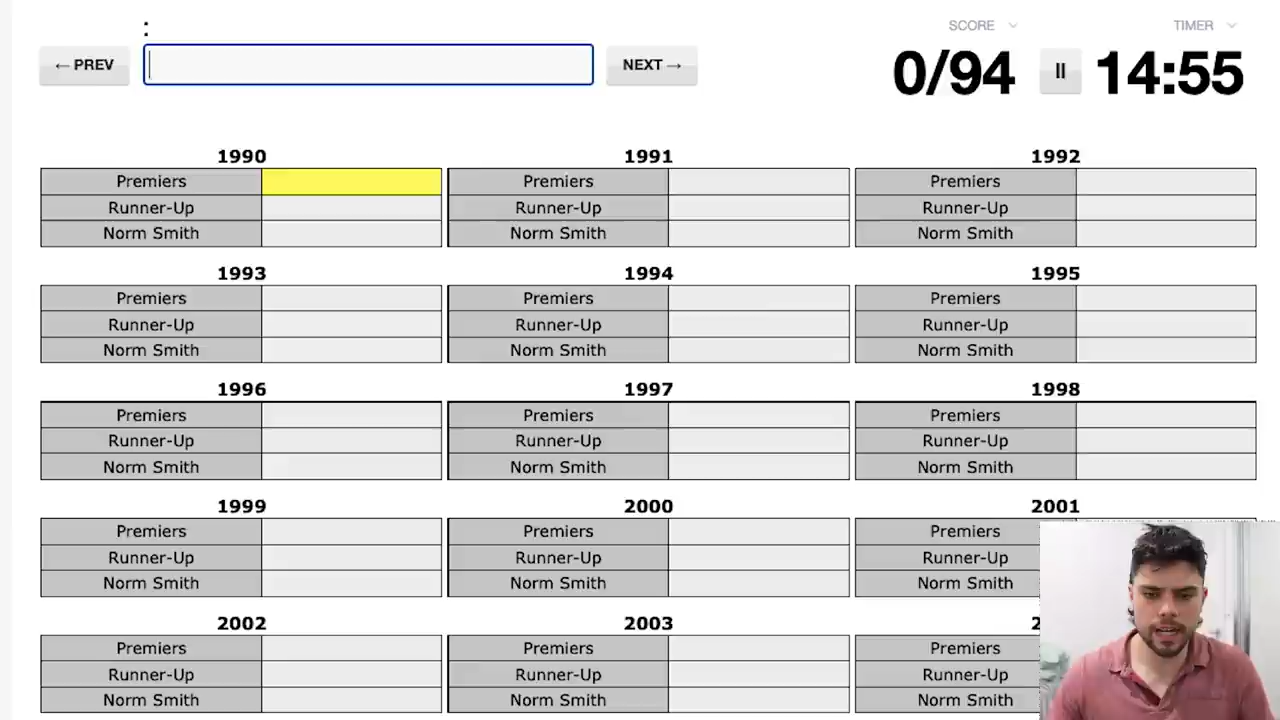 :
← PREV
NEXT →
SCORE
TIMER
0/94
14:55
1990
1991
1992
Premiers
Premiers
Premiers
Runner-Up
Runner-Up
Runner-Up
Norm Smith
Norm Smith
Norm Smith
1993
1994
1995
Premiers
Premiers
Premiers
Runner-Up
Runner-Up
Runner-Up
Norm Smith
Norm Smith
Norm Smith
1996
1997
1998
Premiers
Premiers
Premiers
Runner-Up
Runner-Up
Runner-Up
Norm Smith
Norm Smith
Norm Smith
1999
2000
2001
Premiers
Premiers
Premiers
Runner-Up
Runner-Up
Runner-Up
Norm Smith
Norm Smith
Norm Smith
2002
2003
Premiers
Premiers
Premiers
Runner-Up
Runner-Up
Runner-Up
Norm Smith
Norm Smith
Norm Smith